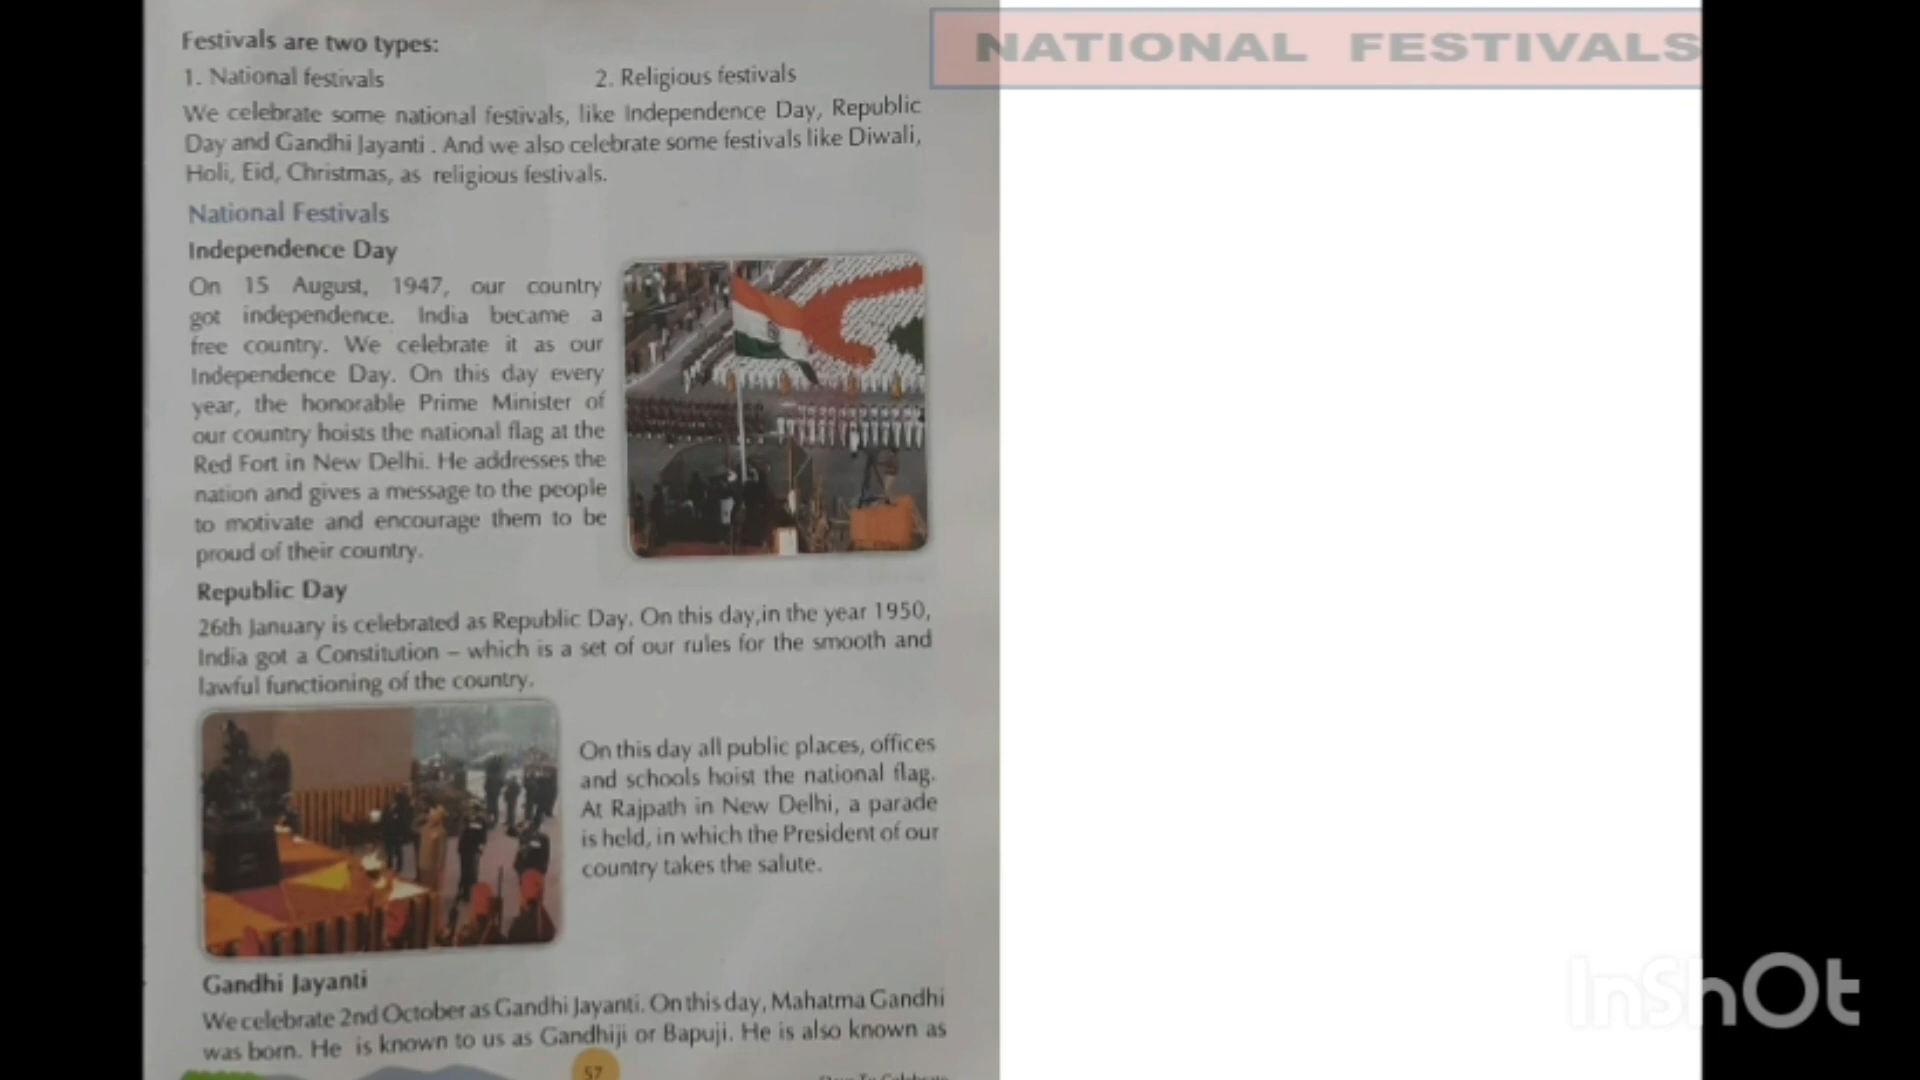 Festivals are two types:
1. National festivals 2. Religious festivals
We celebrate some national festivals, like Independence Day, Republic
Day and Gandhi Jayanti . And we also celebrate some festivals like Diwali,
Holi, Eid, Christmas, as religious festivals.
National Festivals
Independence Day
On 15 August, 1947, our country
got independence. India became a
free country. We celebrate it as our
Independence Day. On this day every
year, the honorable Prime Minister of
our country hoists the national flag at the
Red Fort in New Delhi. He addresses the
nation and gives a message to the people
to motivate and encourage them to be
proud of their country.
Republic Day
26th January is celebrated as Republic Day. On this day,in the year 1950,
India got a Constitution – which is a set of our rules for the smooth and
lawful functioning of the country.
On this day all public places, offices
and schools hoist the national flag.
At Rajpath in New Delhi, a parade
is held, in which the President of our
country takes the salute.
Gandhi Jayanti
We celebrate 2nd October as Gandhi Jayanti. On this day, Mahatma Gandhi
was born. He is known to us as Gandhiji or Bapuji. He is also known as
57
NATIONAL FESTIVALS
InShOt